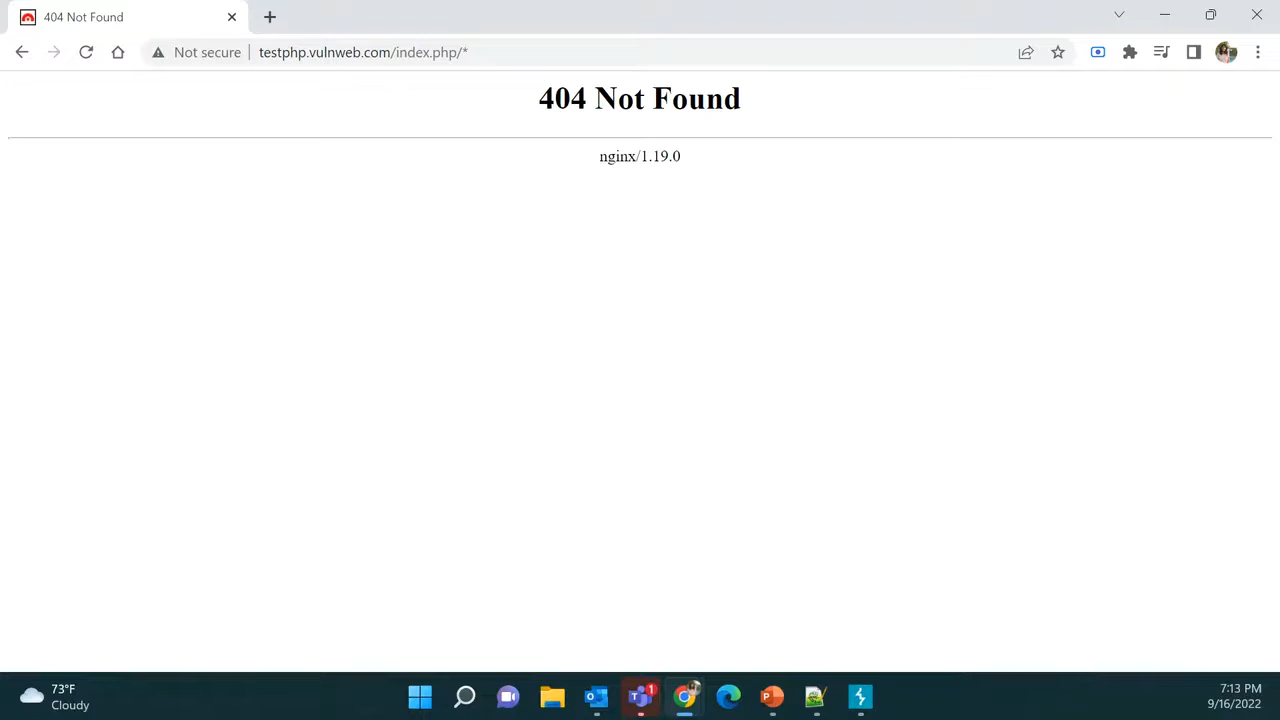 404 Not Found
Not secure
testphp.vulnweb.com/index.php/*
404 Not Found
nginx/1.19.0
73°F
Cloudy
1
7:13 PM
9/16/2022